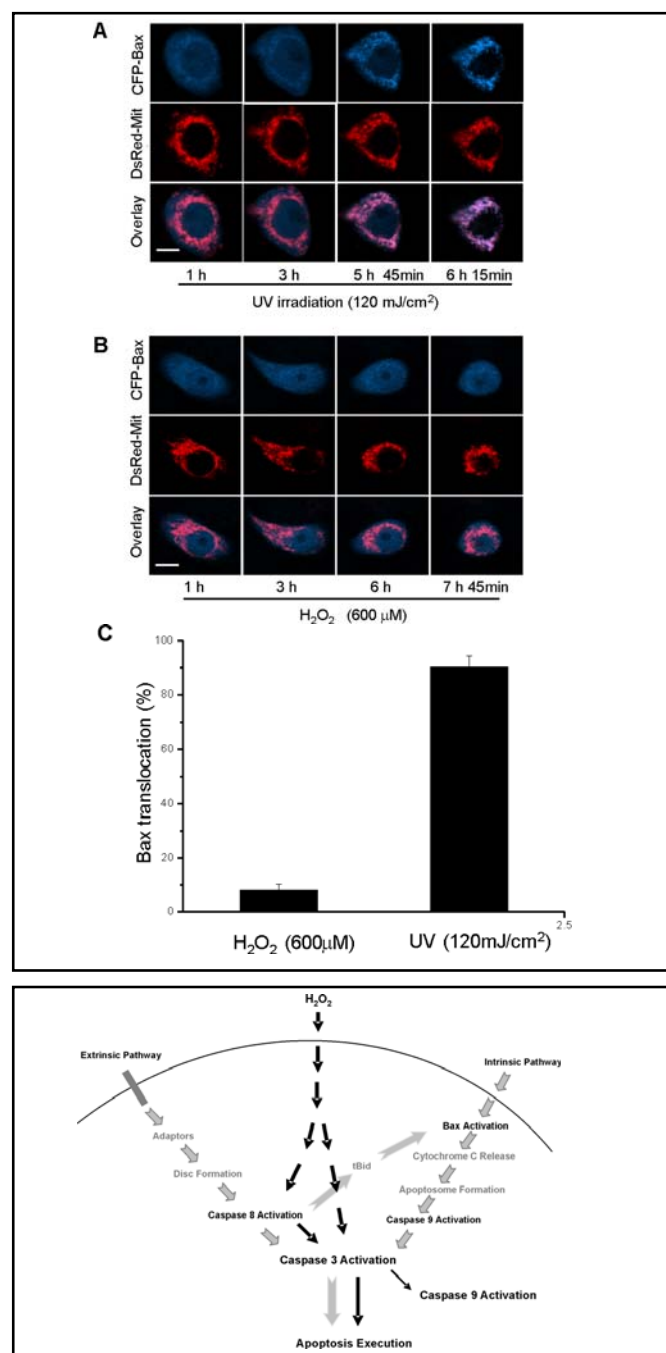 A
CFP-Bax
DsRed-Mit
Overlay
1 h 3 h 5 h 45min 6 h 15min
UV irradiation (120 mJ/cm²)
B
CFP-Bax
DsRed-Mit
Overlay
1 h 3 h 6 h 7 h 45min
H₂O₂ (600 μM)
C
Bax translocation (%)
100
80
60
40
20
0
2.5
H₂O₂ (600μM) UV (120mJ/cm²)
H₂O₂
Extrinsic Pathway
Intrinsic Pathway
Bax Activation
Adaptors
Cytochrome C Release
Disc Formation
tBid
Apoptosome Formation
Caspase 8 Activation
Caspase 9 Activation
Caspase 3 Activation
Caspase 9 Activation
Apoptosis Execution